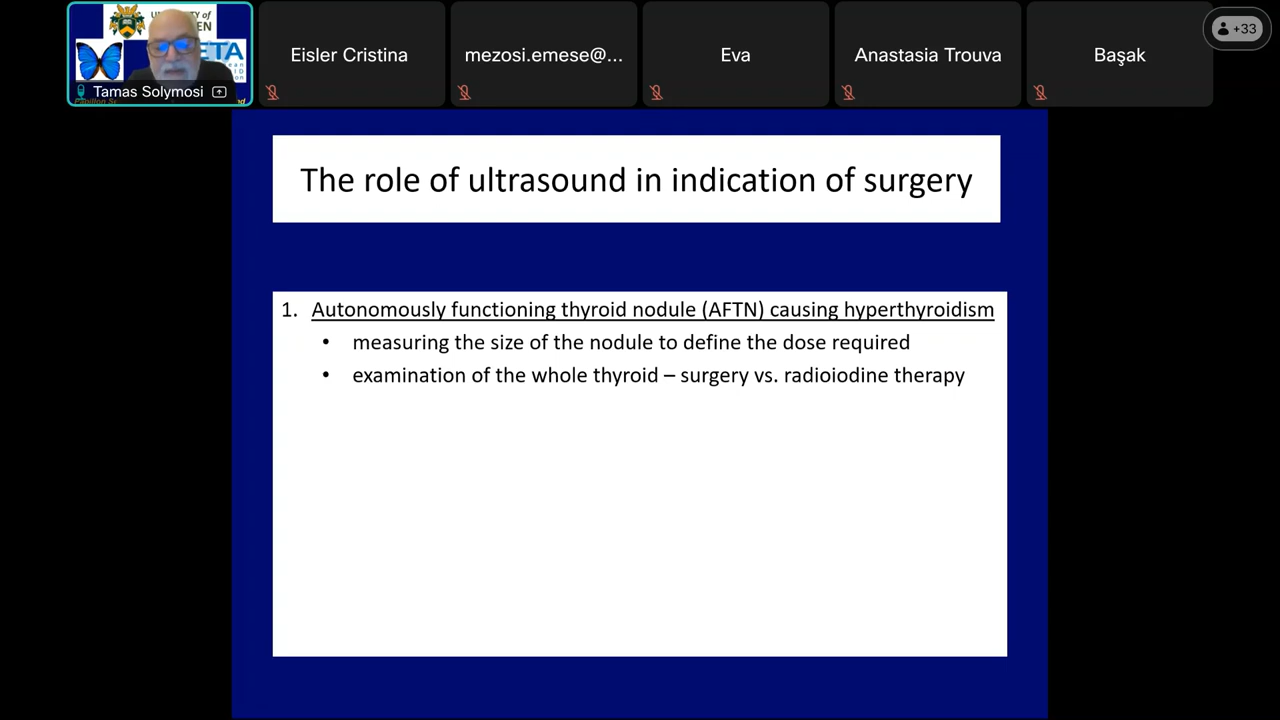 UNIVERSITY of
Tamas Solymosi
Eisler Cristina
mezosi.emese@...
Eva
Anastasia Trouva
Başak
+33
The role of ultrasound in indication of surgery
1. Autonomously functioning thyroid nodule (AFTN) causing hyperthyroidism
• measuring the size of the nodule to define the dose required
• examination of the whole thyroid – surgery vs. radioiodine therapy